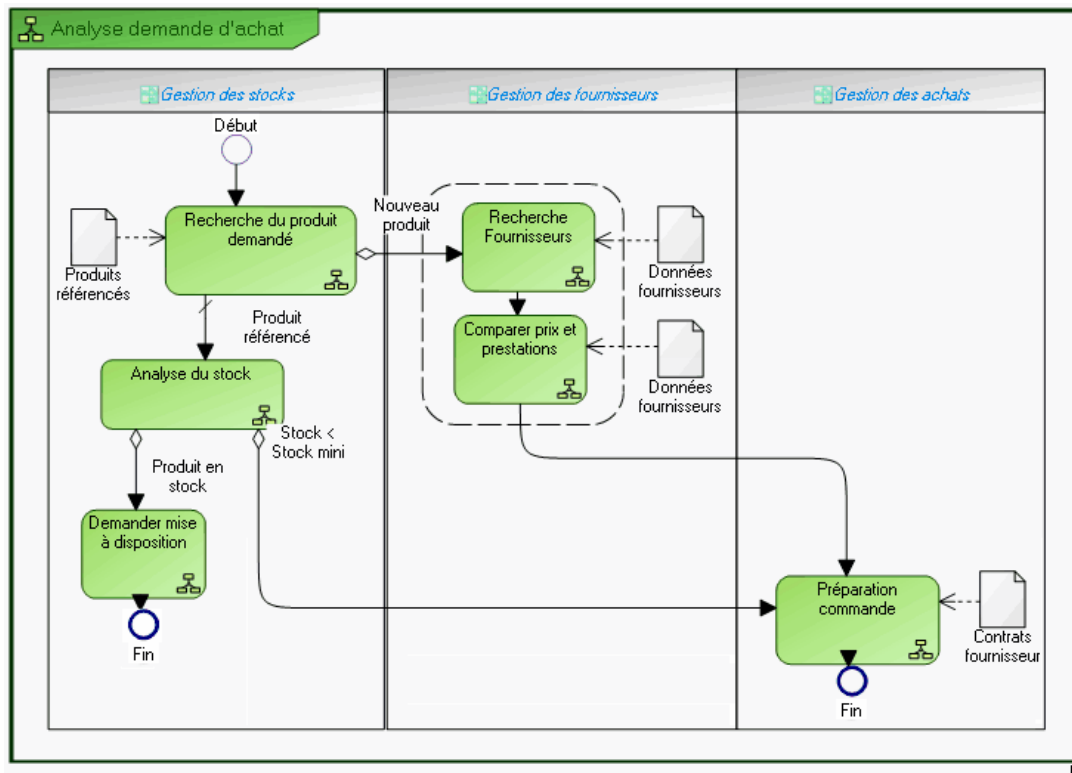 Analyse demande d'achat
Gestion des stocks
Gestion des fournisseurs
Gestion des achats
Début
Recherche du produit
demandé
Produits
référencés
Nouveau
produit
Recherche
Fournisseurs
Données
fournisseurs
Produit
référencé
Comparer prix et
prestations
Données
fournisseurs
Analyse du stock
Stock <
Stock mini
Produit en
stock
Demander mise
à disposition
Fin
Préparation
commande
Contrats
fournisseur
Fin